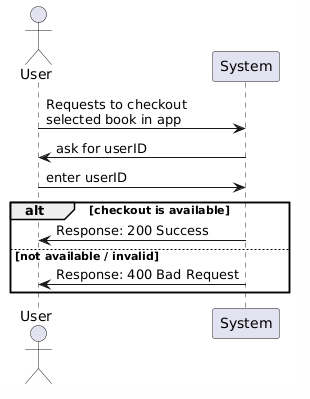 User
System
Requests to checkout
selected book in app
ask for userID
enter userID
alt [checkout is available]
Response: 200 Success
[not available / invalid]
Response: 400 Bad Request
User
System